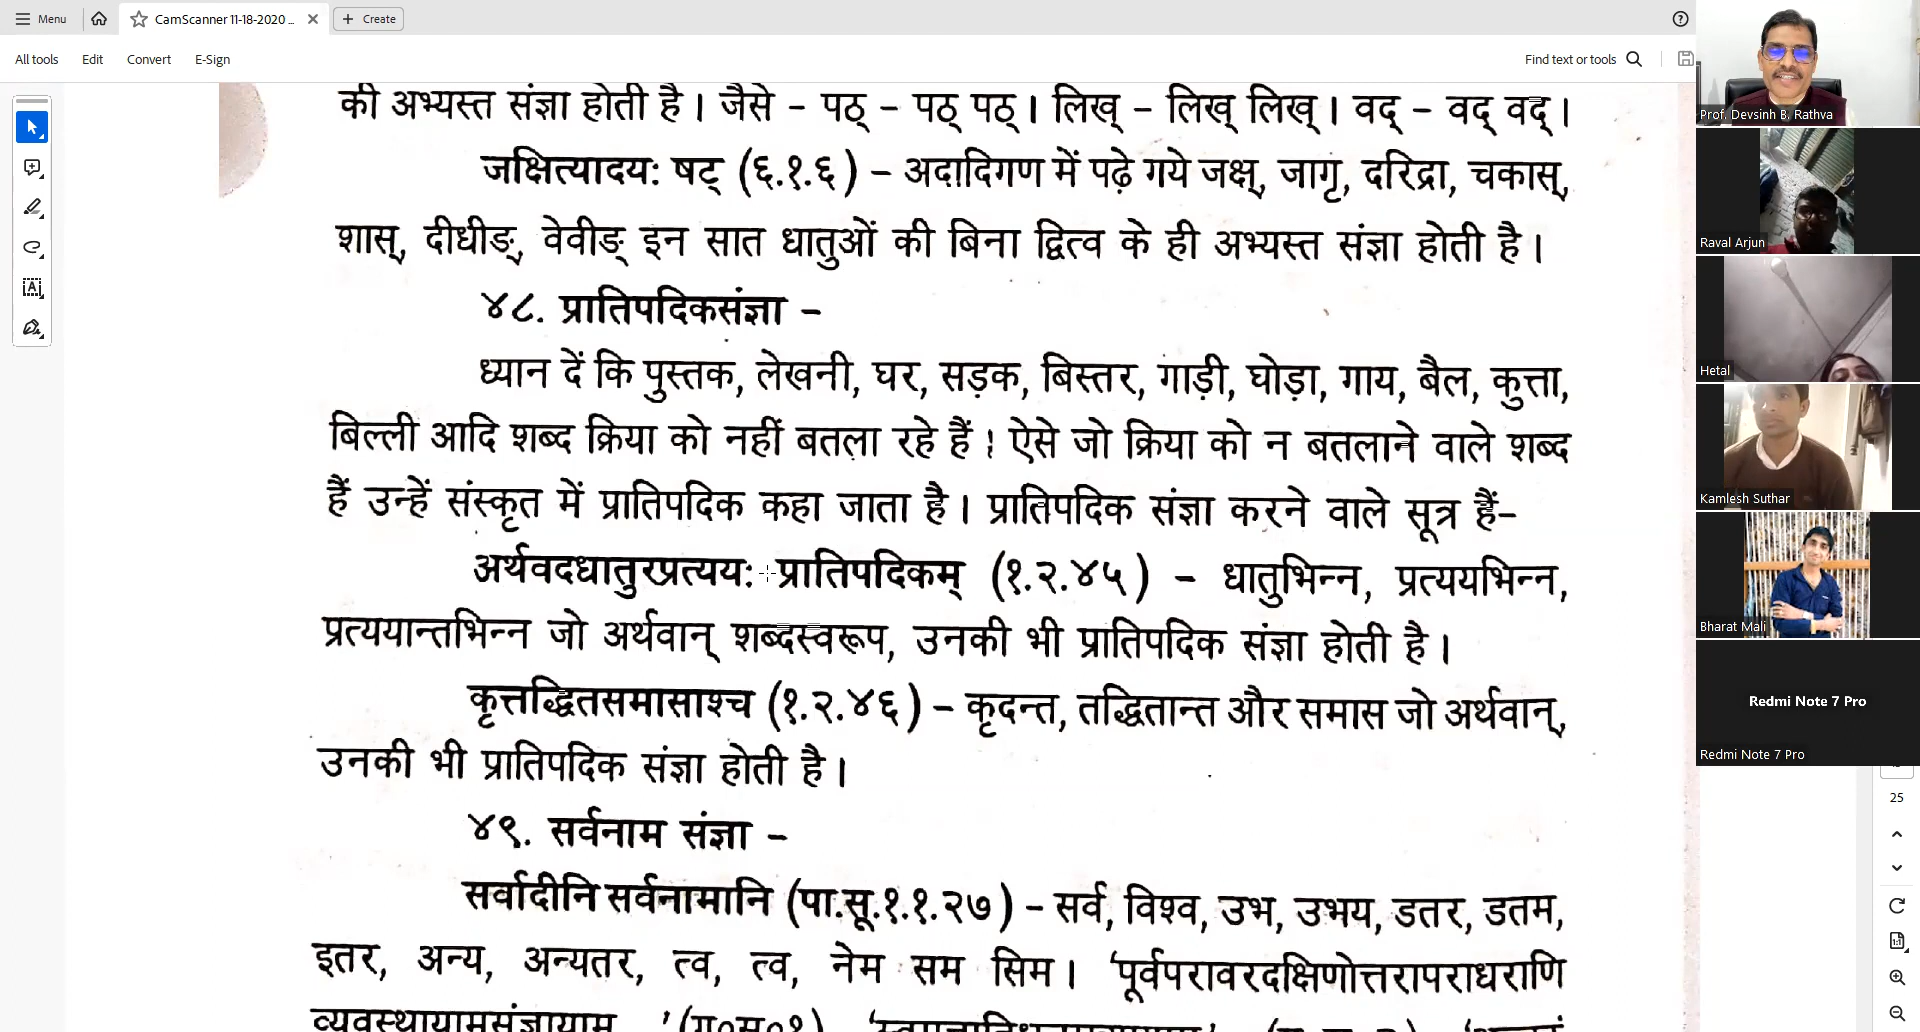 Menu
CamScanner 11-18-2020 ...
Create
All tools
Edit
Convert
E-Sign
Find text or tools
की अभ्यस्त संज्ञा होती है । जैसे – पठ् – पठ् पठ् । लिख् – लिख् लिख् । वद् – वद् वद् ।
जक्षित्यादयः षट् (६.१.६) – अदादिगण में पढ़े गये जक्ष्, जागृ, दरिद्रा, चकास्,
शास्, दीधीङ्, वेवीङ् इन सात धातुओं की बिना द्वित्व के ही अभ्यस्त संज्ञा होती है ।
४८. प्रातिपदिकसंज्ञा –
ध्यान दें कि पुस्तक, लेखनी, घर, सड़क, बिस्तर, गाड़ी, घोड़ा, गाय, बैल, कुत्ता,
बिल्ली आदि शब्द क्रिया को नहीं बतला रहे हैं । ऐसे जो क्रिया को न बतलाने वाले शब्द
हैं उन्हें संस्कृत में प्रातिपदिक कहा जाता है । प्रातिपदिक संज्ञा करने वाले सूत्र हैं–
अर्थवदधातुरप्रत्ययः प्रातिपदिकम् (१.२.४५) – धातुभिन्न, प्रत्ययभिन्न,
प्रत्ययान्तभिन्न जो अर्थवान् शब्दस्वरूप, उनकी भी प्रातिपदिक संज्ञा होती है ।
कृत्तद्धितसमासाश्च (१.२.४६) – कृदन्त, तद्धितान्त और समास जो अर्थवान्,
उनकी भी प्रातिपदिक संज्ञा होती है ।
४९. सर्वनाम संज्ञा –
सर्वादीनि सर्वनामानि (पा.सू.१.१.२७) – सर्व, विश्व, उभ, उभय, डतर, डतम,
इतर, अन्य, अन्यतर, त्व, त्व, नेम सम सिम । 'पूर्वपरावरदक्षिणोत्तरापराधराणि
व्यवस्थायामसंज्ञायाम्
Prof. Devsinh B. Rathva
Raval Arjun
Hetal
Kamlesh Suthar
Bharat Mali
Redmi Note 7 Pro
Redmi Note 7 Pro
25